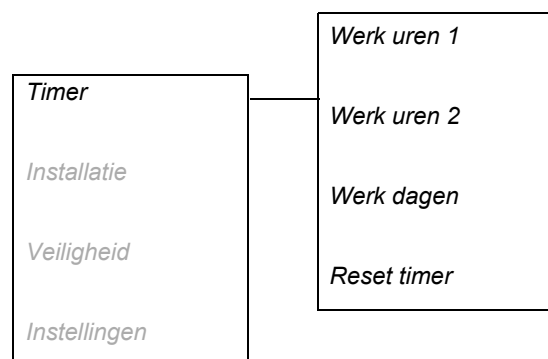 Timer
Installatie
Veiligheid
Instellingen
Werk uren 1
Werk uren 2
Werk dagen
Reset timer